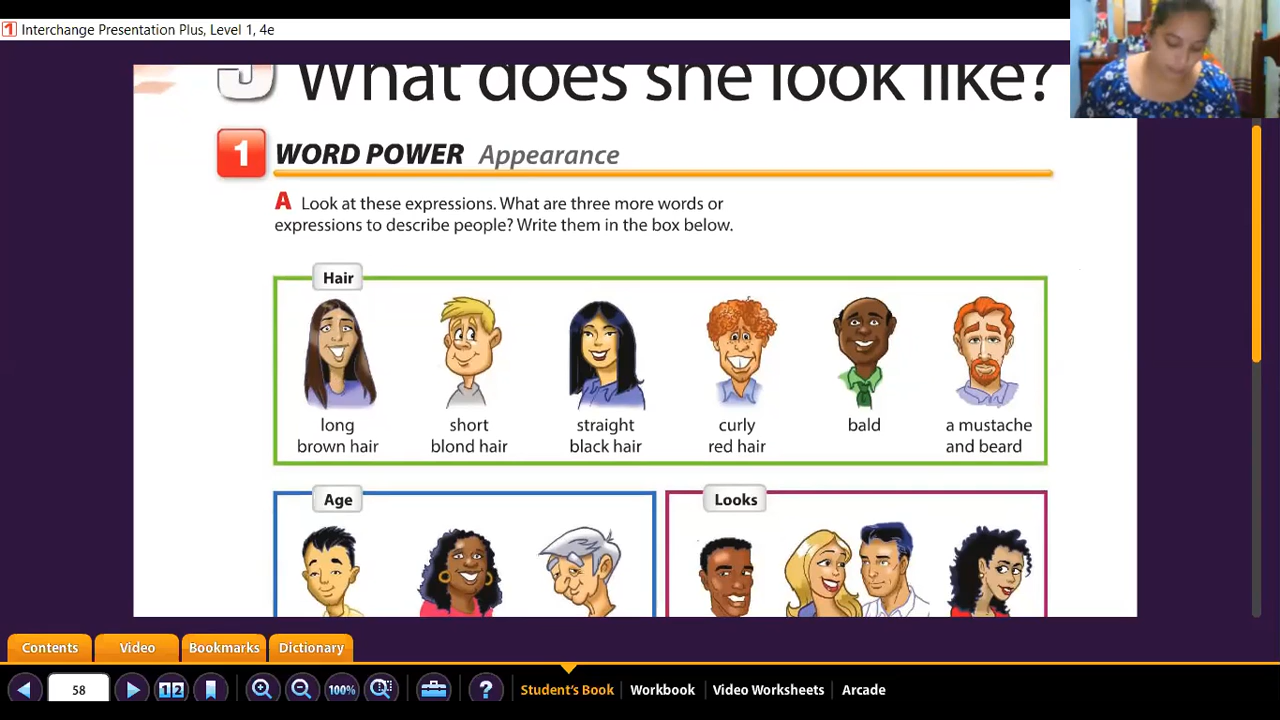 Interchange Presentation Plus, Level 1, 4e
What does she look like?
1 WORD POWER Appearance
A Look at these expressions. What are three more words or
expressions to describe people? Write them in the box below.
Hair
long
brown hair
short
blond hair
straight
black hair
curly
red hair
bald
a mustache
and beard
Age
Looks
Contents Video Bookmarks Dictionary
58 1 2 100% ? Student's Book Workbook Video Worksheets Arcade